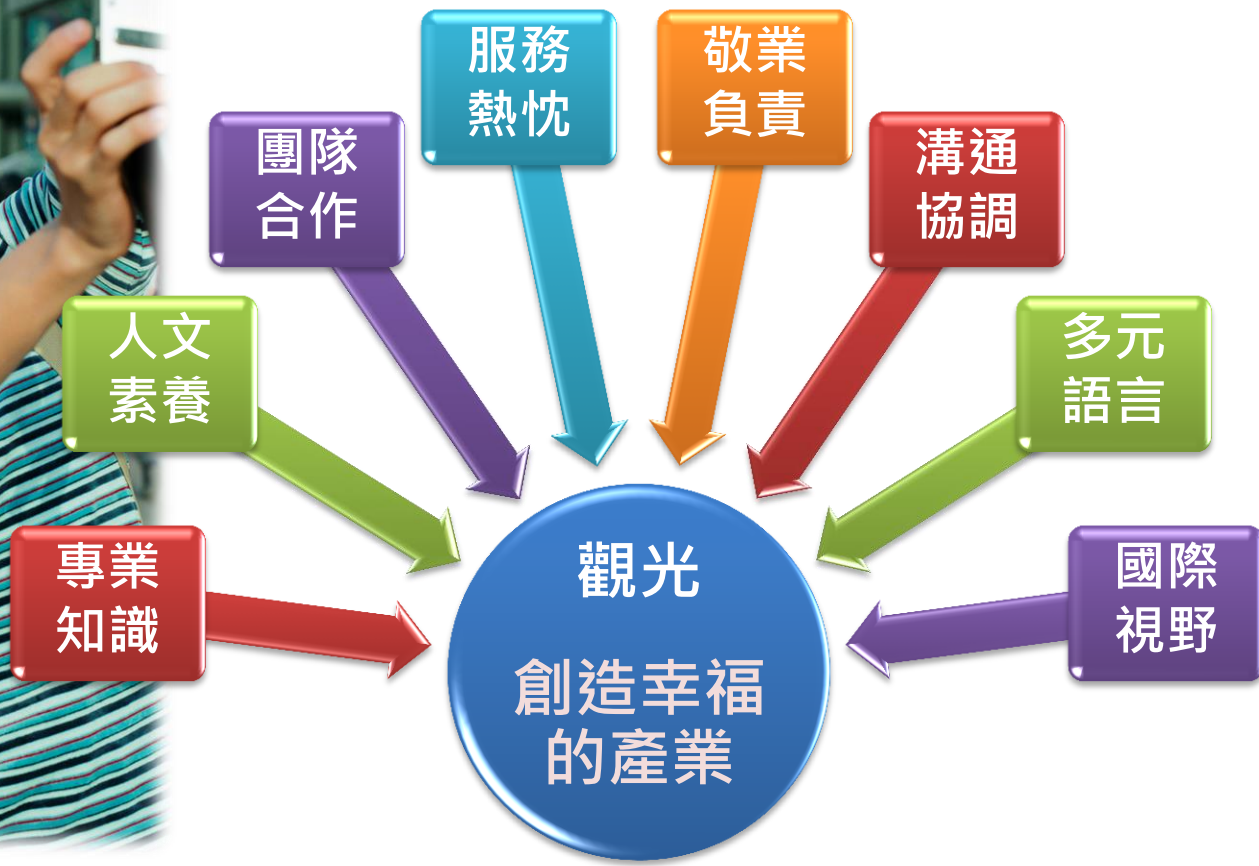 服務
熱忱
敬業
負責
團隊
合作
溝通
協調
人文
素養
多元
語言
專業
知識
國際
視野
觀光
創造幸福
的產業